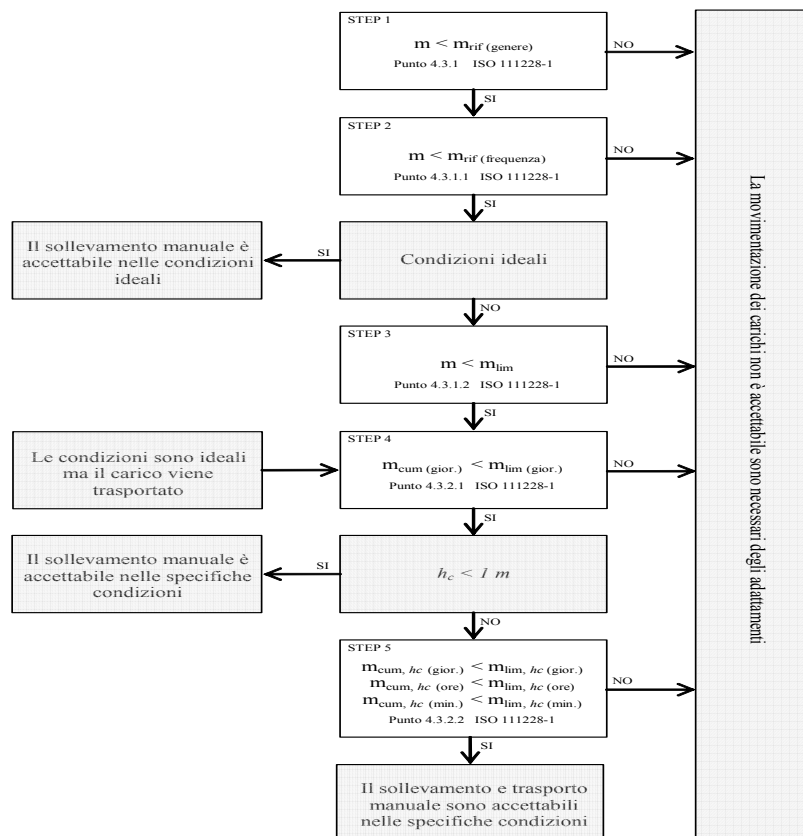 STEP 1
m < mrif (genere)
Punto 4.3.1 ISO 111228-1
NO
SI
STEP 2
m < mrif (frequenza)
Punto 4.3.1.1 ISO 111228-1
NO
SI
Il sollevamento manuale è
accettabile nelle condizioni
ideali
SI
Condizioni ideali
NO
STEP 3
m < mlim
Punto 4.3.1.2 ISO 111228-1
NO
SI
Le condizioni sono ideali
ma il carico viene
trasportato
STEP 4
mcum (gior.) < mlim (gior.)
Punto 4.3.2.1 ISO 111228-1
NO
SI
Il sollevamento manuale è
accettabile nelle specifiche
condizioni
SI
hc < 1 m
NO
STEP 5
mcum, hc (gior.) < mlim, hc (gior.)
mcum, hc (ore) < mlim, hc (ore)
mcum, hc (min.) < mlim, hc (min.)
Punto 4.3.2.2 ISO 111228-1
NO
SI
Il sollevamento e trasporto
manuale sono accettabili
nelle specifiche condizioni
La movimentazione dei carichi non è accettabile sono necessari degli adattamenti